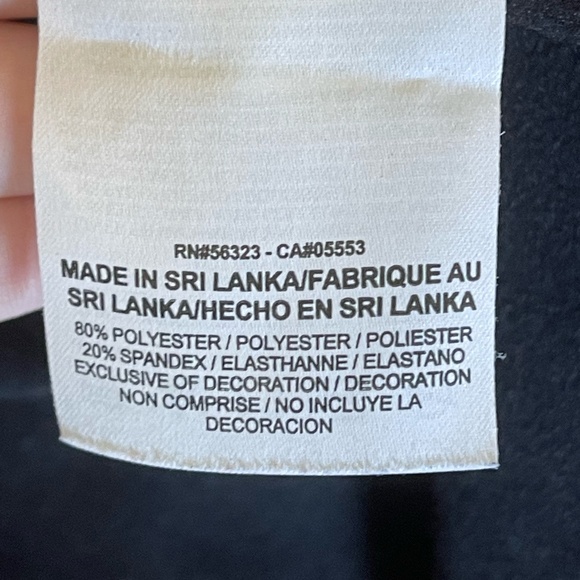 RN#56323 - CA#05553
MADE IN SRI LANKA/FABRIQUE AU
SRI LANKA/HECHO EN SRI LANKA
80% POLYESTER / POLYESTER / POLIESTER
20% SPANDEX / ELASTHANNE / ELASTANO
EXCLUSIVE OF DECORATION / DECORATION
NON COMPRISE / NO INCLUYE LA
DECORACION